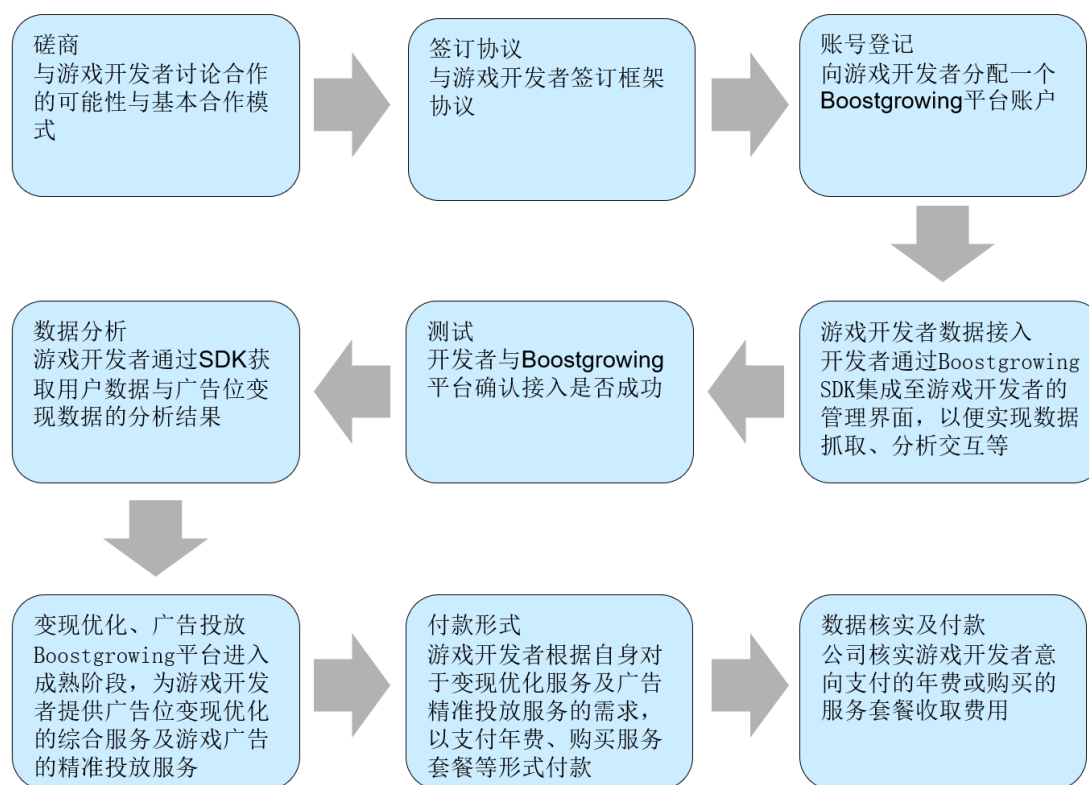 磋商
与游戏开发者讨论合作
的可能性与基本合作模
式
签订协议
与游戏开发者签订框架
协议
账号登记
向游戏开发者分配一个
Boostgrowing平台账户
游戏开发者数据接入
开发者通过Boostgrowing
SDK集成至游戏开发者的
管理界面，以便实现数据
抓取、分析交互等
测试
开发者与Boostgrowing
平台确认接入是否成功
数据分析
游戏开发者通过SDK获
取用户数据与广告位变
现数据的分析结果
变现优化、广告投放
Boostgrowing平台进入
成熟阶段，为游戏开发
者提供广告位变现优化
的综合服务及游戏广告
的精准投放服务
付款形式
游戏开发者根据自身对
于变现优化服务及广告
精准投放服务的需求，
以支付年费、购买服务
套餐等形式付款
数据核实及付款
公司核实游戏开发者意
向支付的年费或购买的
服务套餐收取费用